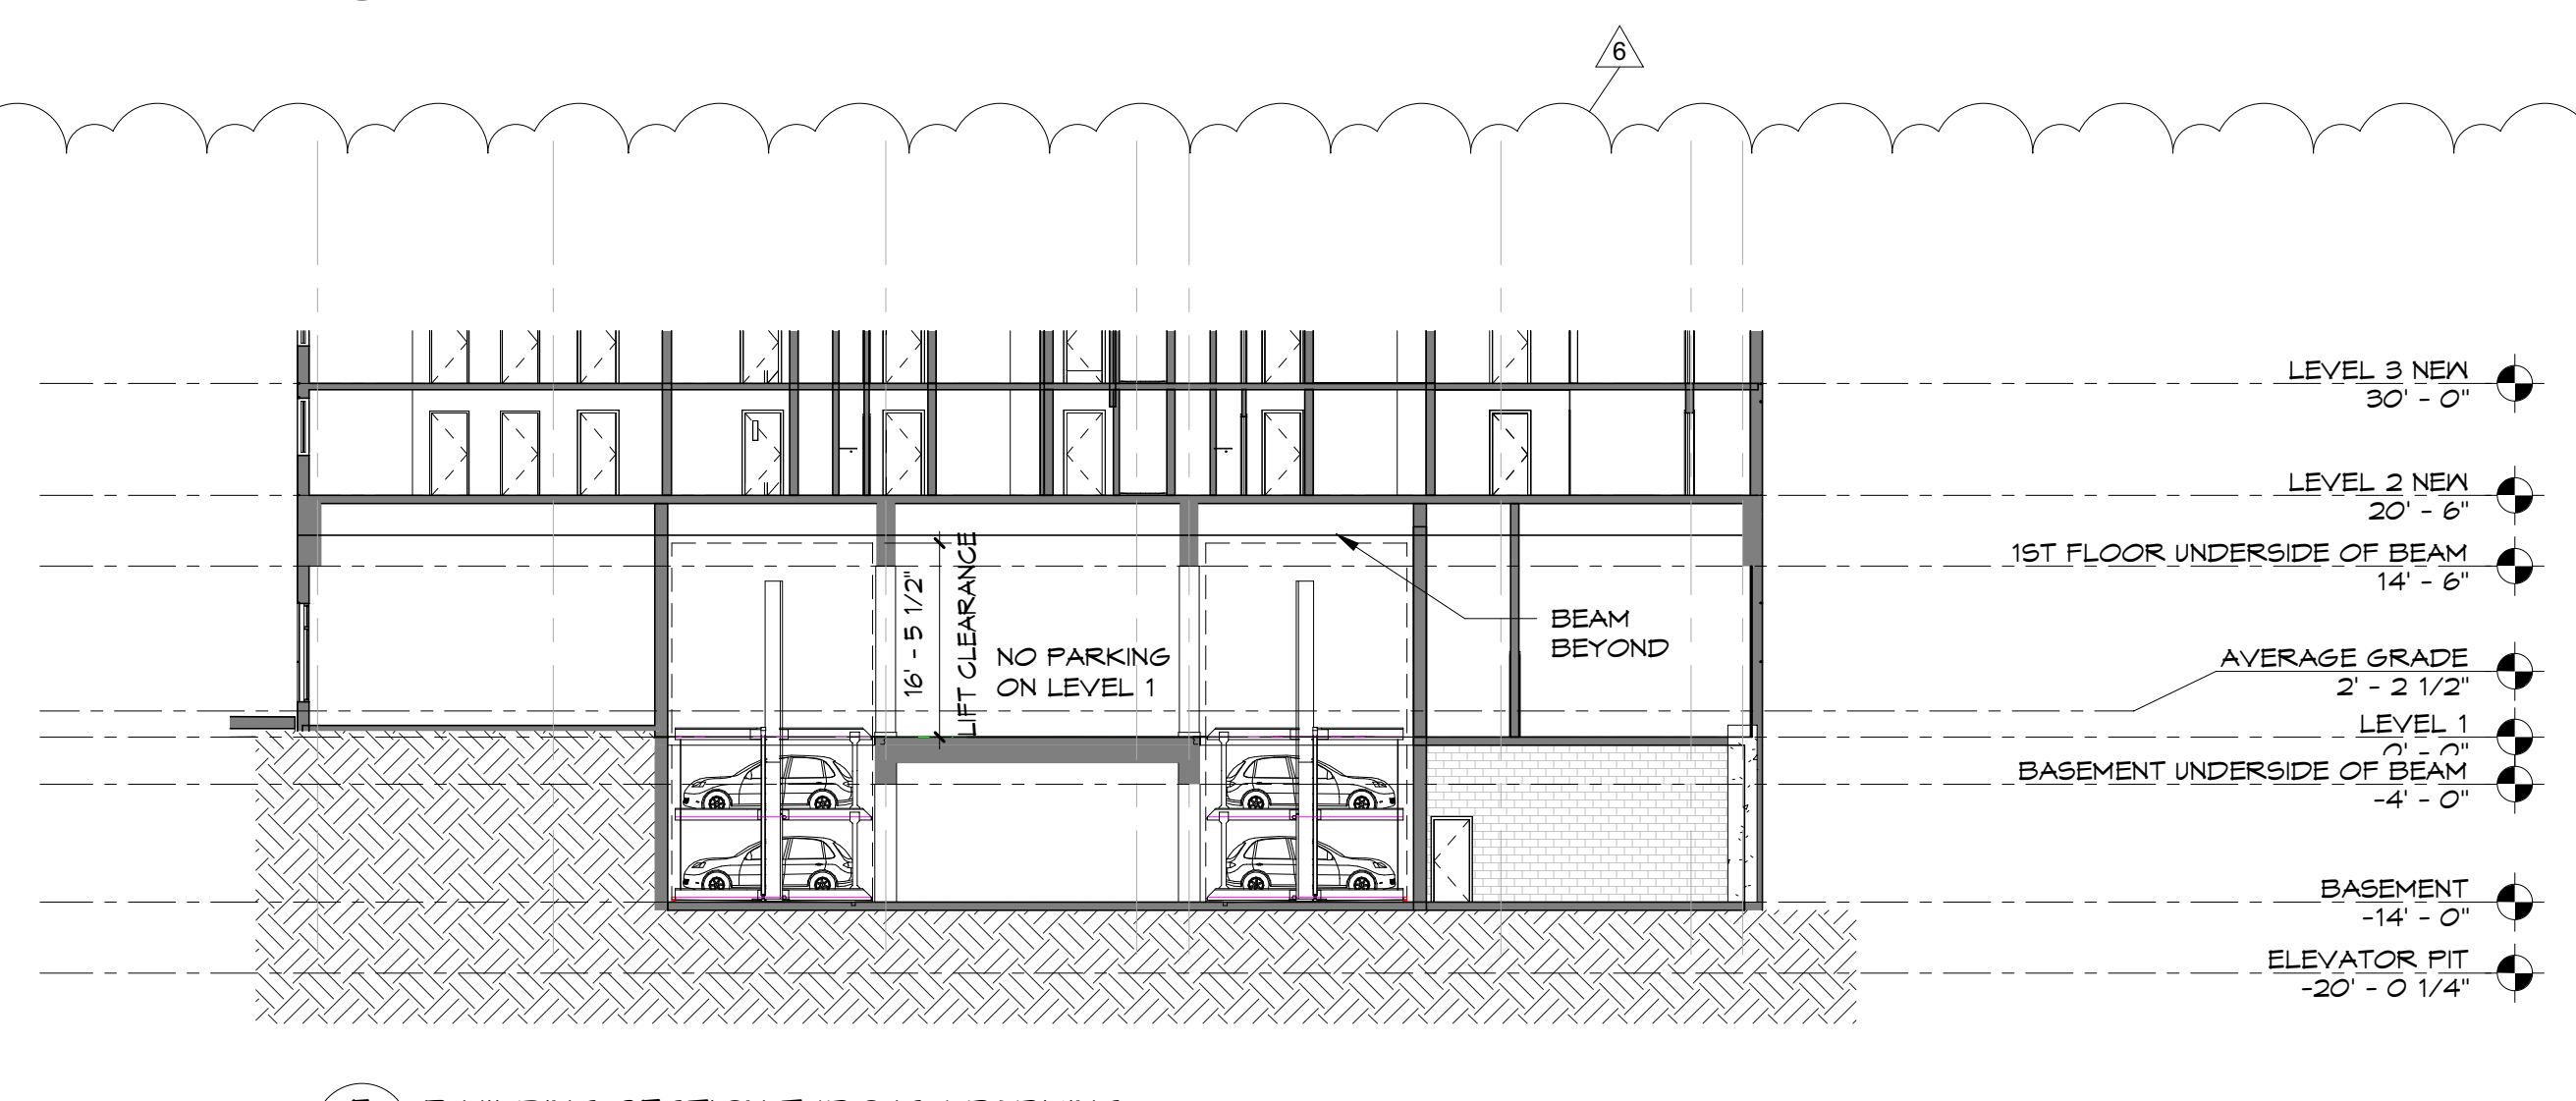 6
LEVEL 3 NEW
30' - 0"
LEVEL 2 NEW
20' - 6"
1ST FLOOR UNDERSIDE OF BEAM
14' - 6"
16' - 5 1/2"
LIFT CLEARANCE
NO PARKING
ON LEVEL 1
BEAM
BEYOND
AVERAGE GRADE
2' - 2 1/2"
LEVEL 1
0' - 0"
BASEMENT UNDERSIDE OF BEAM
-4' - 0"
BASEMENT
-14' - 0"
ELEVATOR PIT
-20' - 0 1/4"